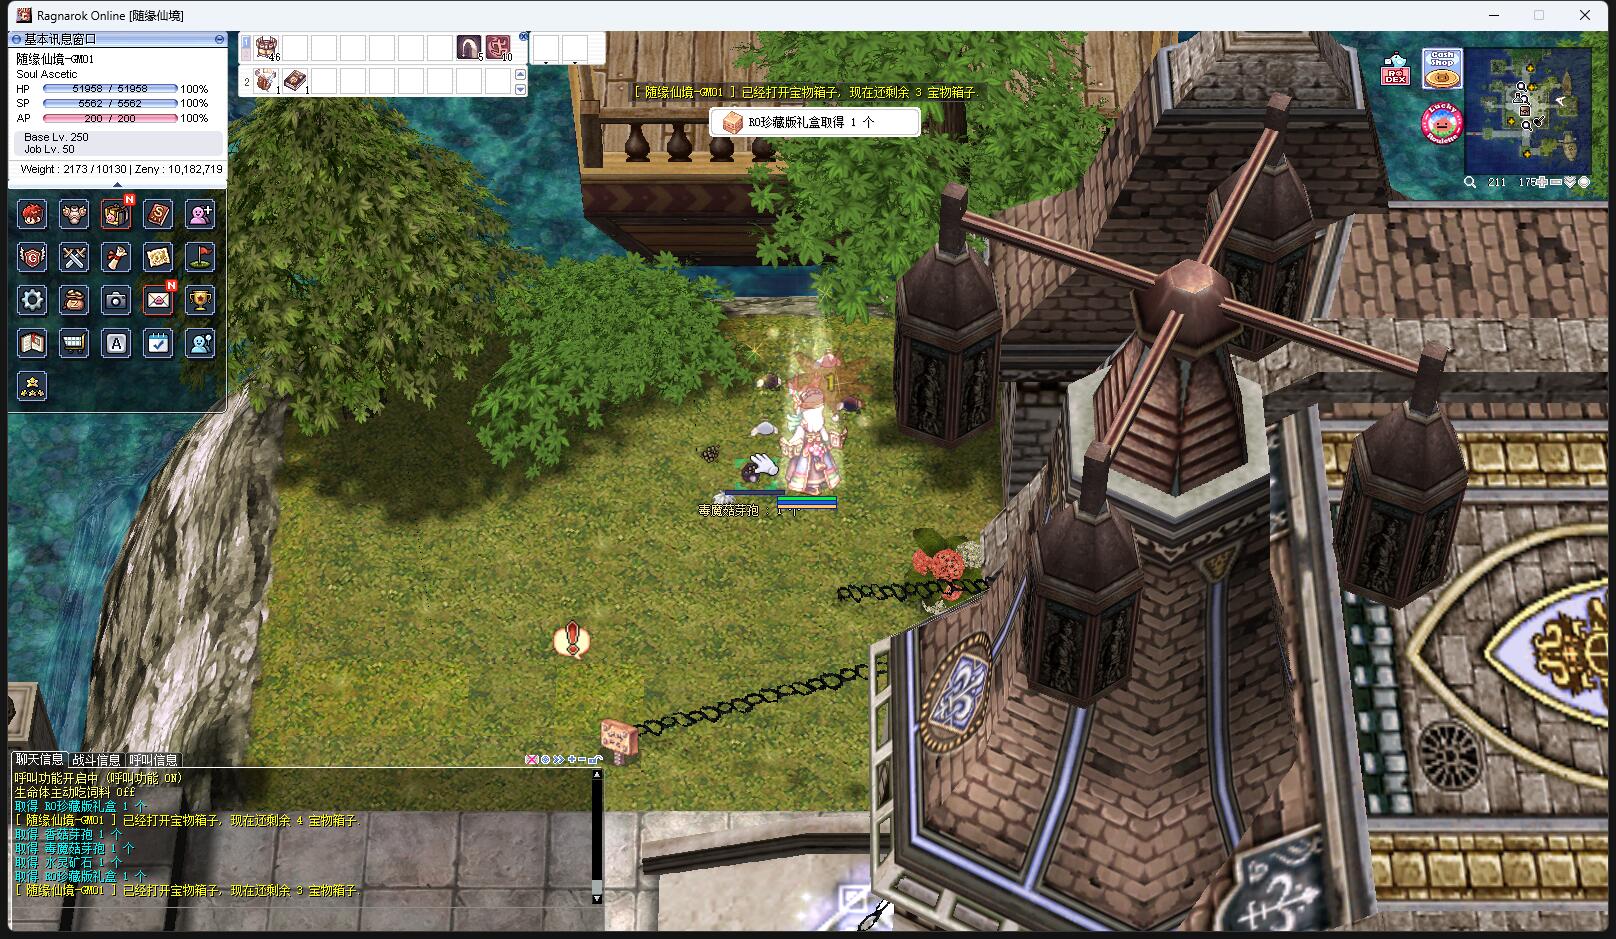 Ragnarok Online [随缘仙境]
基本讯息窗口
随缘仙境-GM01
Soul Ascetic
HP 51958 / 51958 100%
SP 5562 / 5562 100%
AP 200 / 200 100%
Base Lv. 250
Job Lv. 50
Weight : 2173 / 10130 | Zeny : 10,182,719
N
N
1
46
5
10
2
1
1
[ 随缘仙境-GM01 ] 已经打开宝物箱子, 现在还剩余 3 宝物箱子.
RO珍藏版礼盒取得 1 个
RO DEX
Cash Shop
Lucky Roulette
211 175
1
毒魔菇芽孢 : 1 个
聊天信息 战斗信息 呼叫信息
呼叫功能开启中 (呼叫功能 ON)
生命体主动吃饲料 Off
取得 RO珍藏版礼盒 1 个
[ 随缘仙境-GM01 ] 已经打开宝物箱子, 现在还剩余 4 宝物箱子.
取得 香菇芽孢 1 个
取得 毒魔菇芽孢 1 个
取得 水灵矿石 1 个
取得 RO珍藏版礼盒 1 个
[ 随缘仙境-GM01 ] 已经打开宝物箱子, 现在还剩余 3 宝物箱子.